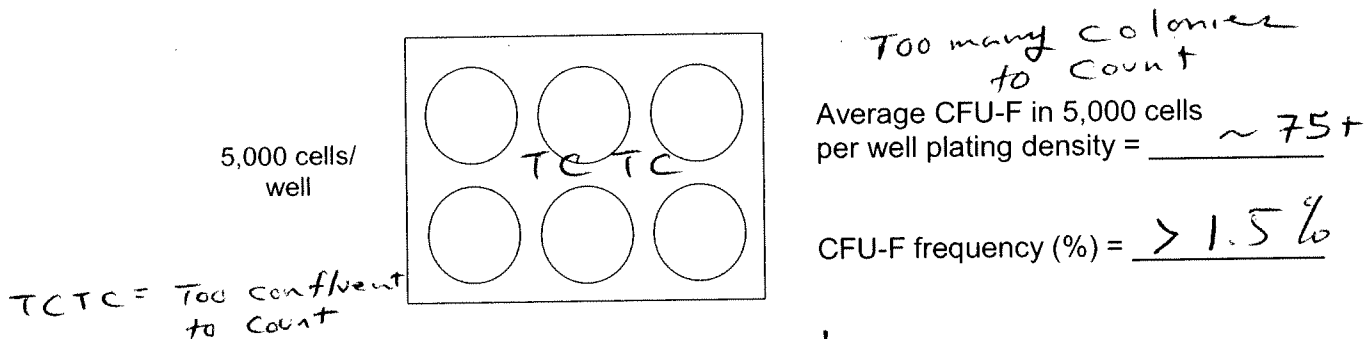 Too many colonies
to count
5,000 cells/
well
TC TC
Average CFU-F in 5,000 cells
per well plating density = ~ 75+
CFU-F frequency (%) = > 1.5%
TCTC = Too confluent
to count